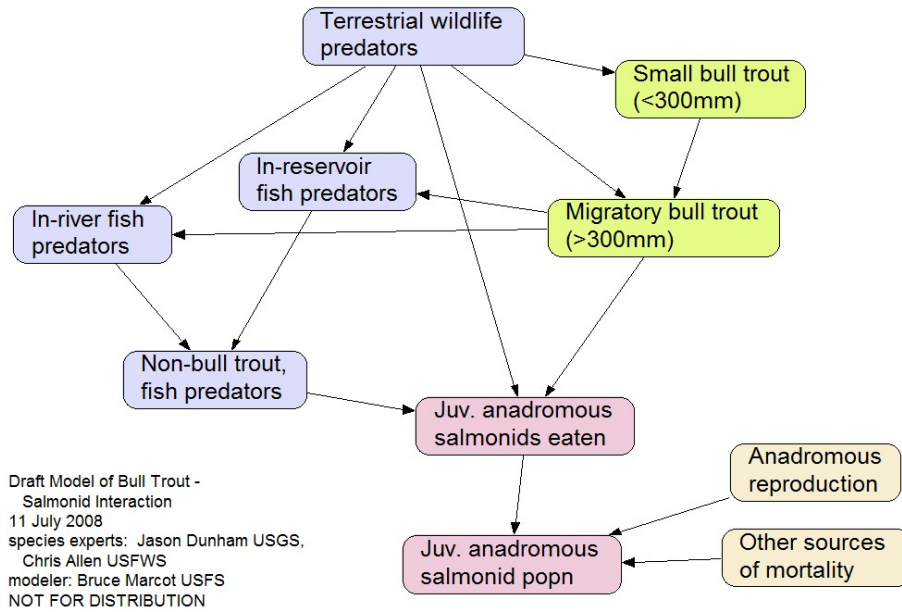 Terrestrial wildlife
predators
Small bull trout
(<300mm)
In-reservoir
fish predators
In-river fish
predators
Migratory bull trout
(>300mm)
Non-bull trout,
fish predators
Juv. anadromous
salmonids eaten
Anadromous
reproduction
Juv. anadromous
salmonid popn
Other sources
of mortality
Draft Model of Bull Trout -
Salmonid Interaction
11 July 2008
species experts: Jason Dunham USGS,
Chris Allen USFWS
modeler: Bruce Marcot USFS
NOT FOR DISTRIBUTION